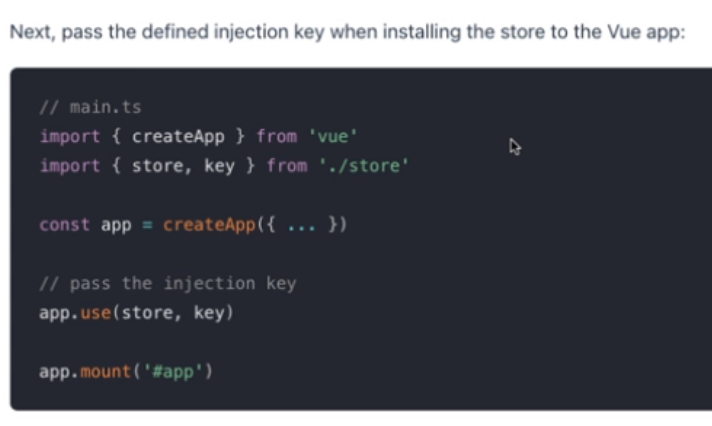 Next, pass the defined injection key when installing the store to the Vue app:
// main.ts
import { createApp } from 'vue'
import { store, key } from './store'
const app = createApp({ ... })
// pass the injection key
app.use(store, key)
app.mount('#app')